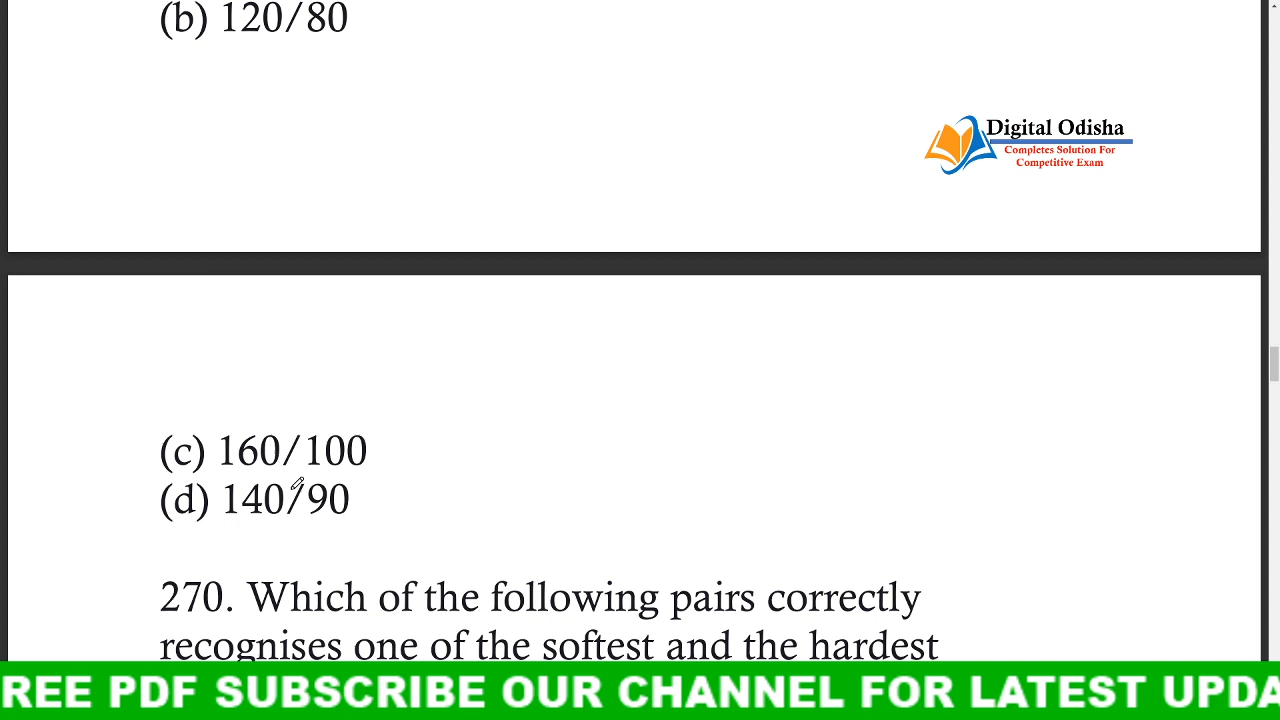 (b) 120/80
Digital Odisha
Completes Solution For
Competitive Exam
(c) 160/100
(d) 140/90
270. Which of the following pairs correctly
recognises one of the softest and the hardest
REE PDF SUBSCRIBE OUR CHANNEL FOR LATEST UPDA